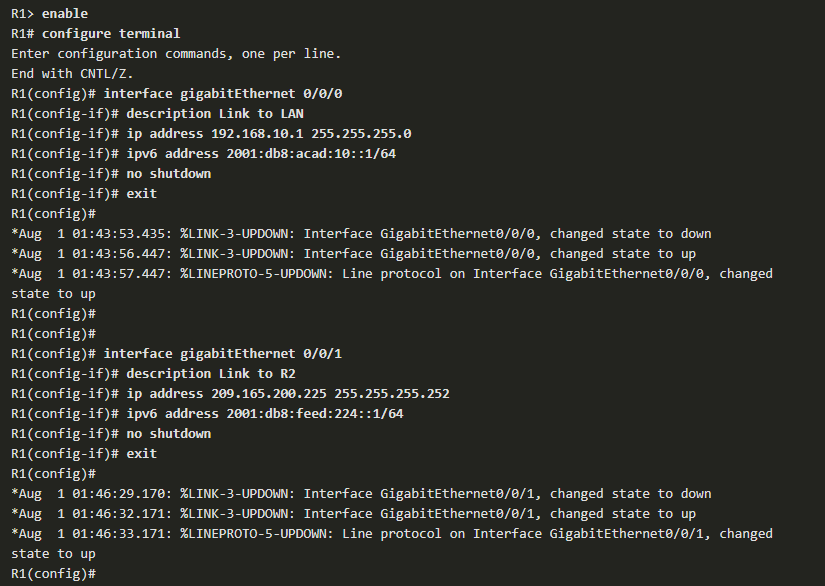 R1> enable
R1# configure terminal
Enter configuration commands, one per line.
End with CNTL/Z.
R1(config)# interface gigabitEthernet 0/0/0
R1(config-if)# description Link to LAN
R1(config-if)# ip address 192.168.10.1 255.255.255.0
R1(config-if)# ipv6 address 2001:db8:acad:10::1/64
R1(config-if)# no shutdown
R1(config-if)# exit
R1(config)#
*Aug  1 01:43:53.435: %LINK-3-UPDOWN: Interface GigabitEthernet0/0/0, changed state to down
*Aug  1 01:43:56.447: %LINK-3-UPDOWN: Interface GigabitEthernet0/0/0, changed state to up
*Aug  1 01:43:57.447: %LINEPROTO-5-UPDOWN: Line protocol on Interface GigabitEthernet0/0/0, changed
state to up
R1(config)#
R1(config)#
R1(config)# interface gigabitEthernet 0/0/1
R1(config-if)# description Link to R2
R1(config-if)# ip address 209.165.200.225 255.255.255.252
R1(config-if)# ipv6 address 2001:db8:feed:224::1/64
R1(config-if)# no shutdown
R1(config-if)# exit
R1(config)#
*Aug  1 01:46:29.170: %LINK-3-UPDOWN: Interface GigabitEthernet0/0/1, changed state to down
*Aug  1 01:46:32.171: %LINK-3-UPDOWN: Interface GigabitEthernet0/0/1, changed state to up
*Aug  1 01:46:33.171: %LINEPROTO-5-UPDOWN: Line protocol on Interface GigabitEthernet0/0/1, changed
state to up
R1(config)#